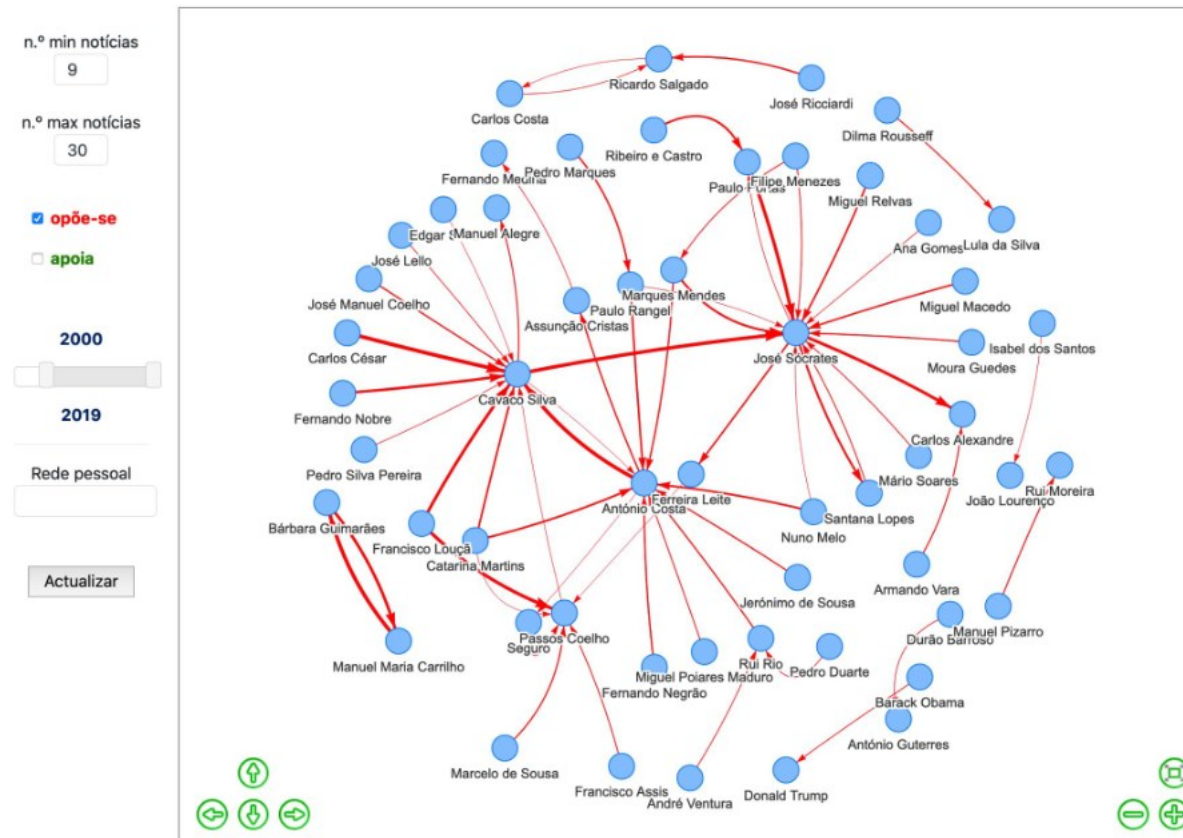 n.º min notícias
9
n.º max notícias
30
opõe-se
apoia
2000
2019
Rede pessoal
Actualizar
Ricardo Salgado
Carlos Costa
José Ricciardi
Dilma Rousseff
Ribeiro e Castro
Pedro Marques
Fernando Medina
Filipe Menezes
Paulo Portas
Miguel Relvas
Edgar
Manuel Alegre
Ana Gomes
Lula da Silva
José Lello
José Manuel Coelho
Marques Mendes
Miguel Macedo
Paulo Rangel
Assunção Cristas
Carlos César
José Sócrates
Isabel dos Santos
Moura Guedes
Cavaco Silva
Fernando Nobre
Carlos Alexandre
Pedro Silva Pereira
Mário Soares
João Lourenço
Rui Moreira
Ferreira Leite
António Costa
Santana Lopes
Bárbara Guimarães
Nuno Melo
Francisco Louçã
Catarina Martins
Armando Vara
Jerónimo de Sousa
Manuel Pizarro
Durão Barroso
Passos Coelho
Seguro
Manuel Maria Carrilho
Rui Rio
Pedro Duarte
Miguel Poiares Maduro
Fernando Negrão
Barack Obama
António Guterres
Marcelo de Sousa
Francisco Assis
André Ventura
Donald Trump